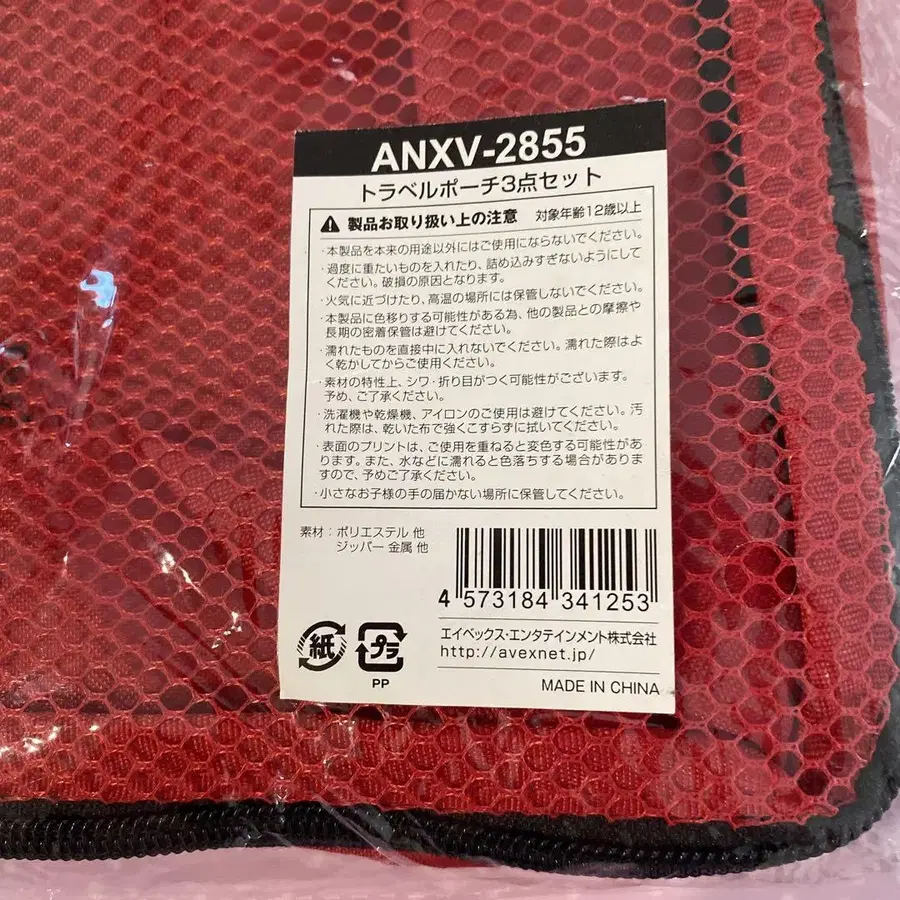 ANXV-2855
トラベルポーチ3点セット
製品お取り扱い上の注意 対象年齢12歳以上
・本製品を本来の用途以外にはご使用にならないでください。
・過度に重たいものを入れたり、詰め込みすぎないようにして
ください。破損の原因となります。
・火気に近づけたり、高温の場所には保管しないでください。
・本製品に色移りする可能性がある為、他の製品との摩擦や
長期の密着保管は避けてください。
・濡れたものを直接中に入れないでください。濡れた際はよ
く乾かしてからご使用ください。
・素材の特性上、シワ・折り目がつく可能性がございます。
予め、ご了承ください。
・洗濯機や乾燥機、アイロンのご使用は避けてください。汚
れた際は、乾いた布で強くこすらずに拭いてください。
・表面のプリントは、ご使用を重ねると変色する可能性があ
ります。また、水などに濡れると色落ちする場合がありま
すので、予めご了承ください。
・小さなお子様の手の届かない場所に保管してください。
素材：ポリエステル 他
ジッパー 金属 他
4 573184 341253
紙
プラ
PP
エイベックス・エンタテインメント株式会社
http://avexnet.jp/
MADE IN CHINA